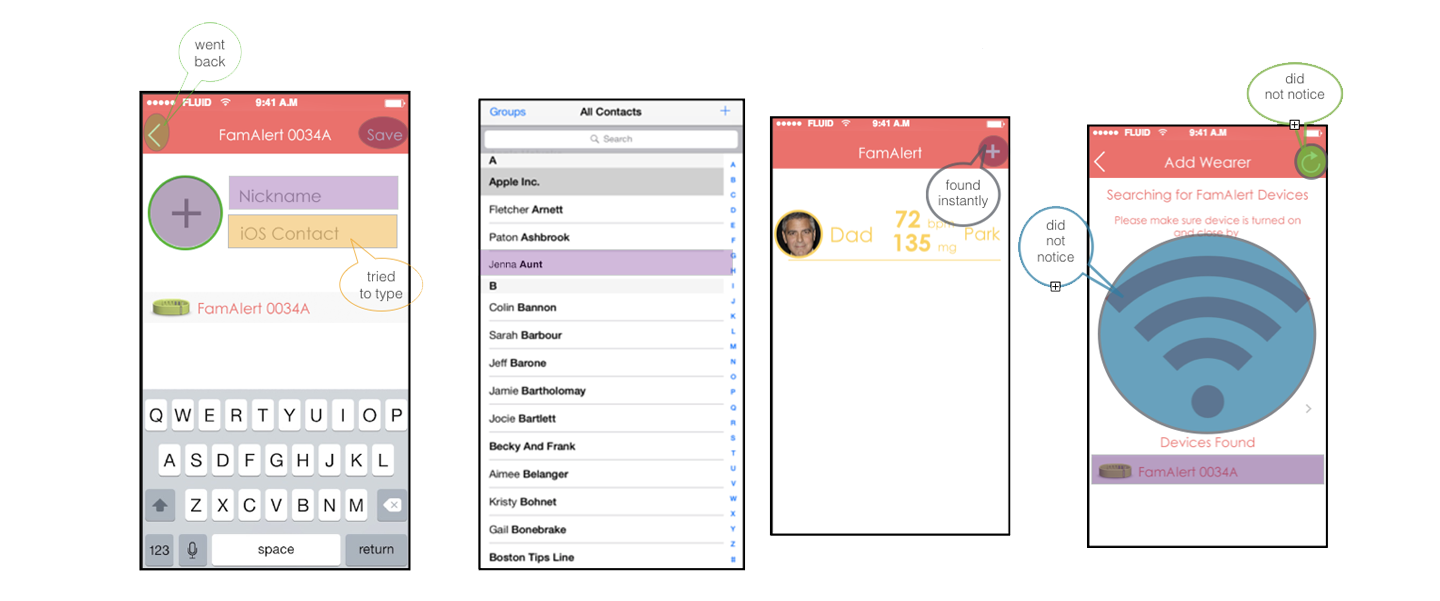 went
back
FLUID 9:41 A.M
FamAlert 0034A Save
Nickname
iOS Contact
tried
to type
FamAlert 0034A
Q W E R T Y U I O P
A S D F G H J K L
Z X C V B N M
123 space return
Groups All Contacts +
Search
A
Apple Inc.
Fletcher Arnett
Paton Ashbrook
Jenna Aunt
B
Colin Bannon
Sarah Barbour
Jeff Barone
Jamie Bartholomay
Jocie Bartlett
Becky And Frank
Aimee Belanger
Kristy Bohnet
Gail Bonebrake
Boston Tips Line
A
B
C
D
E
F
G
H
I
J
K
L
M
N
O
P
Q
R
S
T
U
V
W
X
Y
Z
#
FLUID 9:41 A.M
FamAlert +
found
instantly
Dad 72 bpm Park
135 mg
did
not notice
FLUID 9:41 A.M
Add Wearer
Searching for FamAlert Devices
Please make sure device is turned on
and close by
did
not
notice
Devices Found
FamAlert 0034A